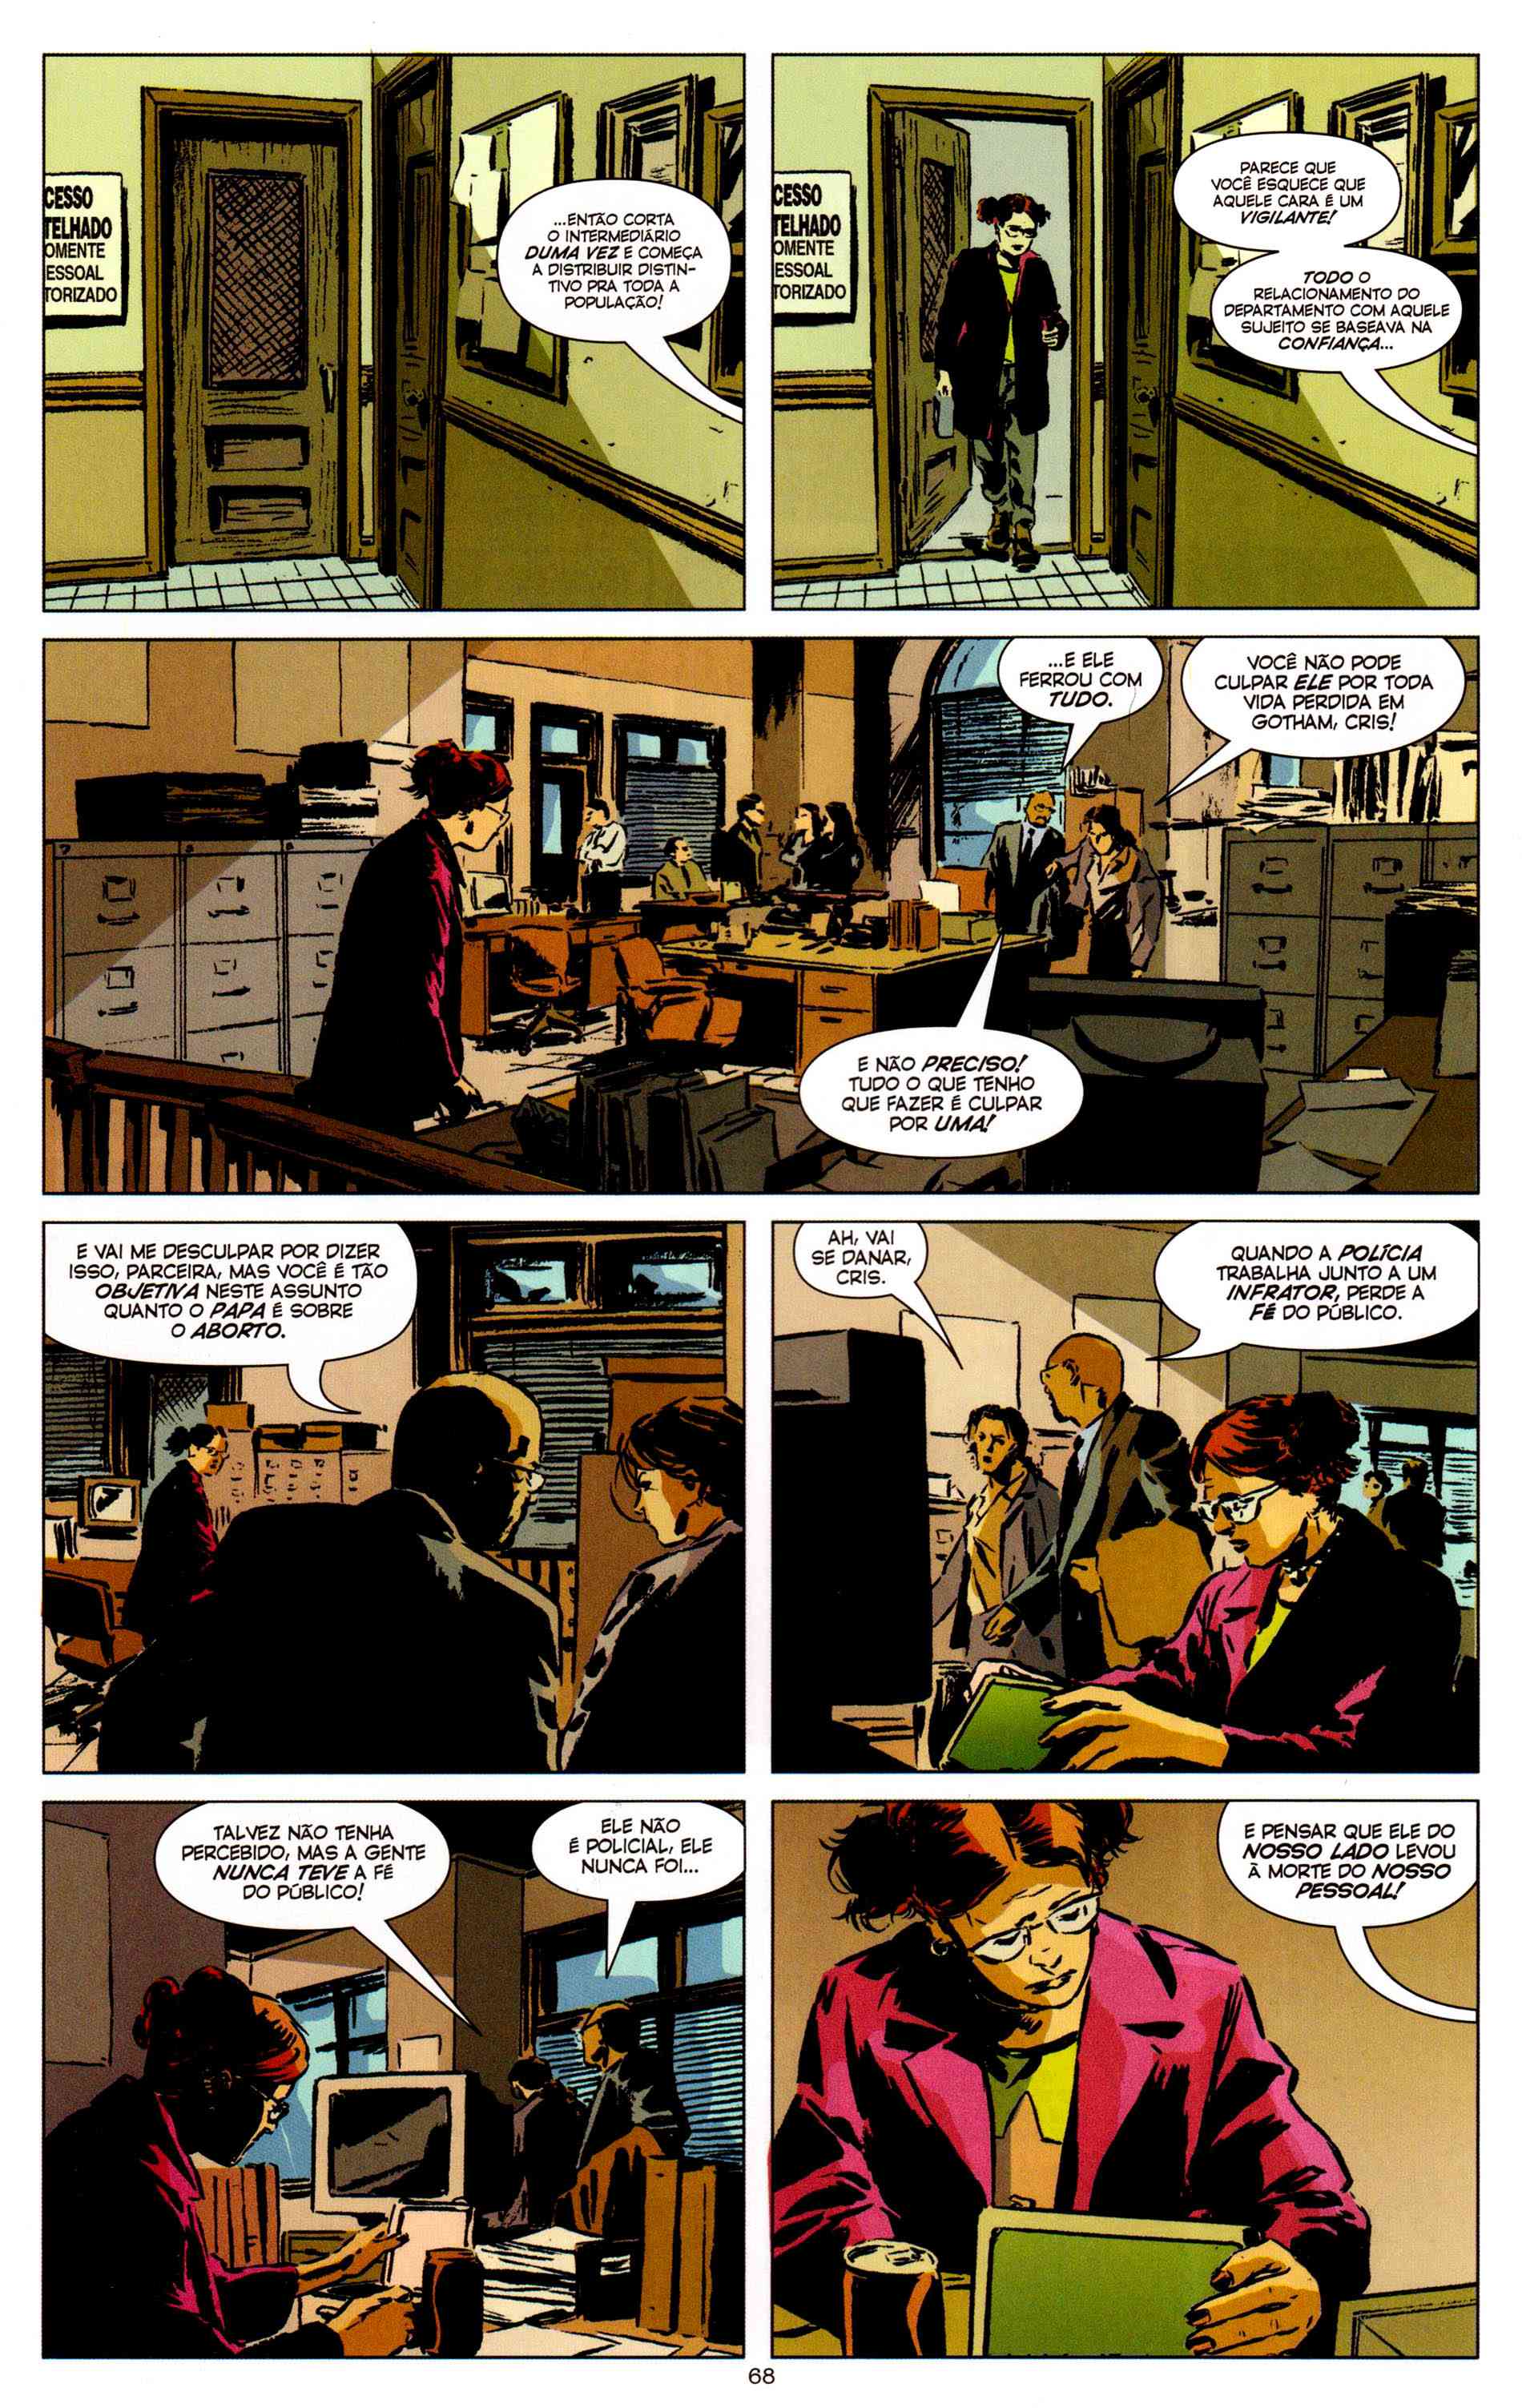 CESSO
TELHADO
OMENTE
ESSOAL
TORIZADO
...ENTÃO CORTA
O INTERMEDIÁRIO
DUMA VEZ E COMEÇA
A DISTRIBUIR DISTIN-
TIVO PRA TODA A
POPULAÇÃO!
CESSO
TELHADO
OMENTE
ESSOAL
TORIZADO
PARECE QUE
VOCÊ ESQUECE QUE
AQUELE CARA É UM
VIGILANTE!
TODO O
RELACIONAMENTO DO
DEPARTAMENTO COM AQUELE
SUJEITO SE BASEAVA NA
CONFIANÇA...
...E ELE
FERROU COM
TUDO.
VOCÊ NÃO PODE
CULPAR ELE POR TODA
VIDA PERDIDA EM
GOTHAM, CRIS!
E NÃO PRECISO!
TUDO O QUE TENHO
QUE FAZER É CULPAR
POR UMA!
E VAI ME DESCULPAR POR DIZER
ISSO, PARCEIRA, MAS VOCÊ É TÃO
OBJETIVA NESTE ASSUNTO
QUANTO O PAPA É SOBRE
O ABORTO.
AH, VAI
SE DANAR,
CRIS.
QUANDO A POLÍCIA
TRABALHA JUNTO A UM
INFRATOR, PERDE A
FÉ DO PÚBLICO.
TALVEZ NÃO TENHA
PERCEBIDO, MAS A GENTE
NUNCA TEVE A FÉ
DO PÚBLICO!
ELE NÃO
É POLICIAL, ELE
NUNCA FOI...
E PENSAR QUE ELE DO
NOSSO LADO LEVOU
À MORTE DO NOSSO
PESSOAL!
68